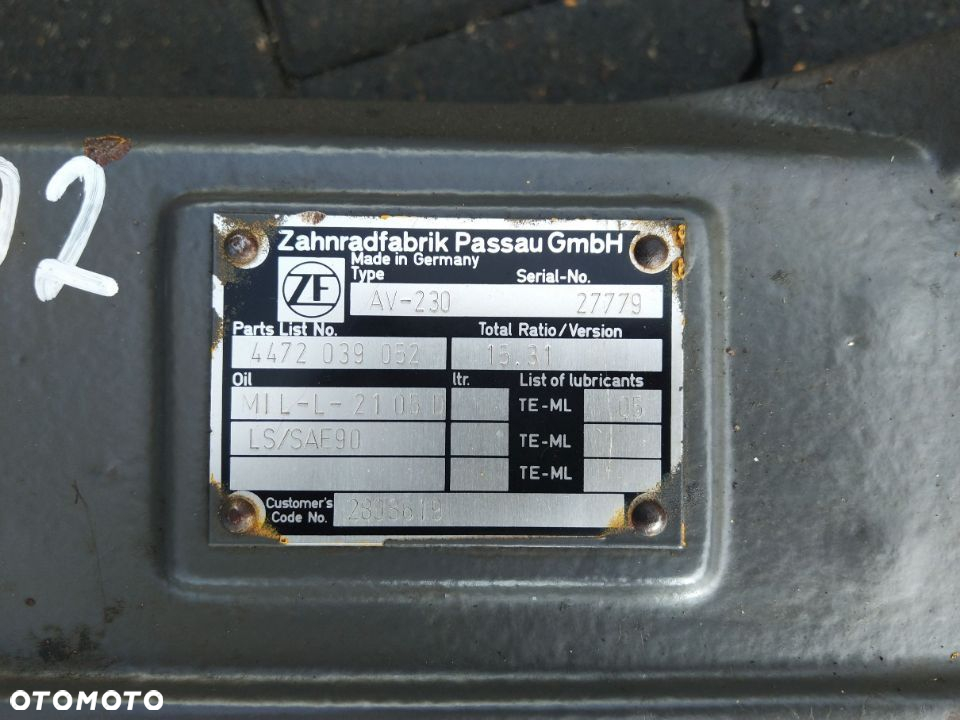 02
Zahnradfabrik Passau GmbH
Made in Germany
Type Serial-No.
ZF AV-230 27779
Parts List No. Total Ratio/Version
4472 039 052 15.31
Oil ltr. List of lubricants
MIL-L-2105 D TE-ML 05
LS/SAE90 TE-ML
TE-ML
Customer's
Code No.
OTOMOTO